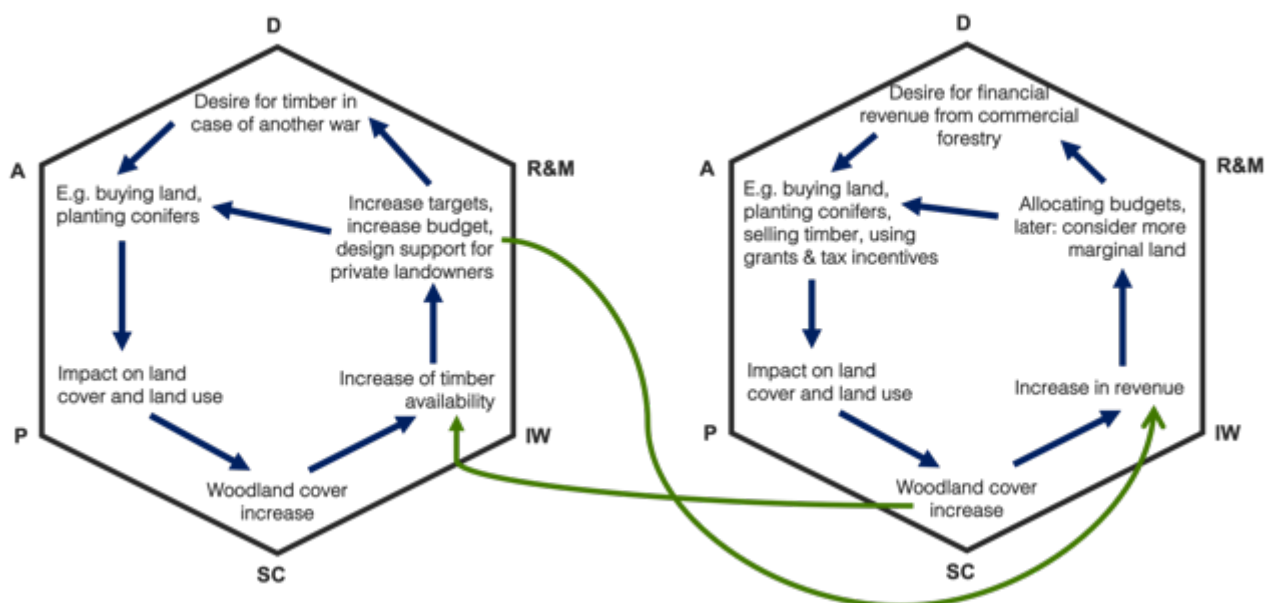 D
Desire for timber in
case of another war
A
R&M
E.g. buying land,
planting conifers
Increase targets,
increase budget,
design support for
private landowners
Impact on land
cover and land use
Increase of timber
availability
P
IW
Woodland cover
increase
SC
D
Desire for financial
revenue from commercial
forestry
A
R&M
E.g. buying land,
planting conifers,
selling timber, using
grants & tax incentives
Allocating budgets,
later: consider more
marginal land
Impact on land
cover and land use
Increase in revenue
P
IW
Woodland cover
increase
SC